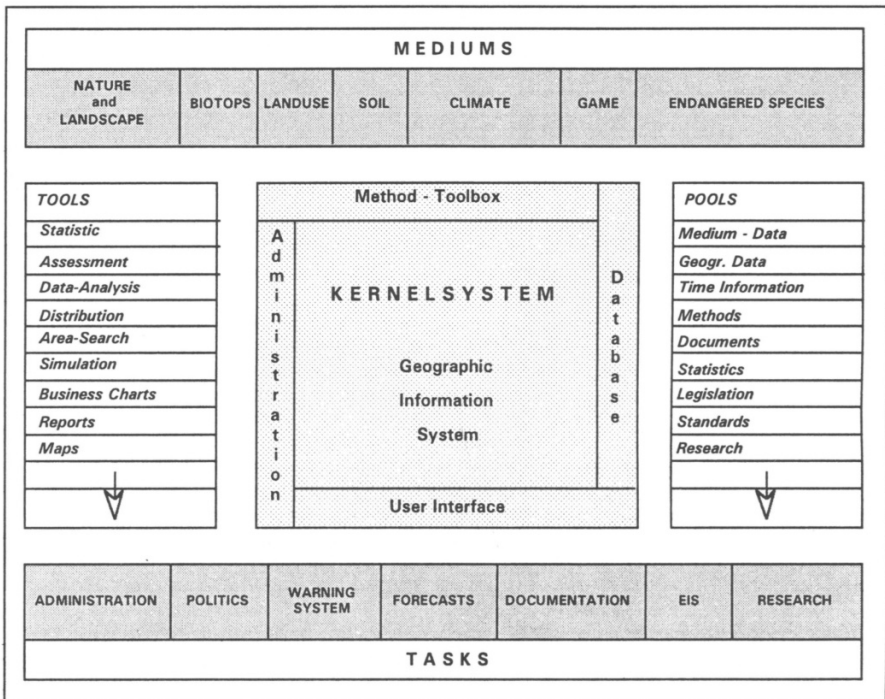 MEDIUMS
NATURE
and
LANDSCAPE
BIOTOPS
LANDUSE
SOIL
CLIMATE
GAME
ENDANGERED SPECIES
TOOLS
Statistic
Assessment
Data-Analysis
Distribution
Area-Search
Simulation
Business Charts
Reports
Maps
Method - Toolbox
Administration
KERNELSYSTEM
Geographic
Information
System
Database
User Interface
POOLS
Medium - Data
Geogr. Data
Time Information
Methods
Documents
Statistics
Legislation
Standards
Research
ADMINISTRATION
POLITICS
WARNING
SYSTEM
FORECASTS
DOCUMENTATION
EIS
RESEARCH
TASKS